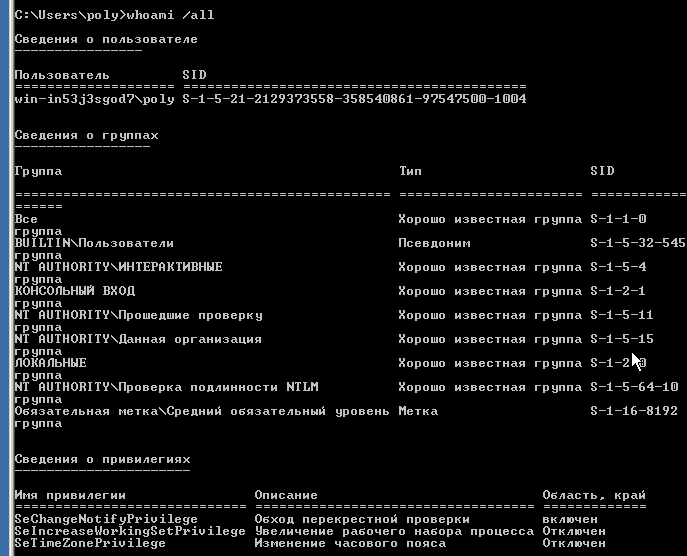 C:\Users\poly>whoami /all
Сведения о пользователе
----------------
Пользователь SID
==================== ===========================================
win-in53j3sgod7\poly S-1-5-21-2129373558-358540861-97547500-1004
Сведения о группах
-----------------
Группа Тип SID
=============================================== ======================= ============
======
Все Хорошо известная группа S-1-1-0
группа
BUILTIN\Пользователи Псевдоним S-1-5-32-545
группа
NT AUTHORITY\ИНТЕРАКТИВНЫЕ Хорошо известная группа S-1-5-4
группа
КОНСОЛЬНЫЙ ВХОД Хорошо известная группа S-1-2-1
группа
NT AUTHORITY\Прошедшие проверку Хорошо известная группа S-1-5-11
группа
NT AUTHORITY\Данная организация Хорошо известная группа S-1-5-15
группа
ЛОКАЛЬНЫЕ Хорошо известная группа S-1-2-0
группа
NT AUTHORITY\Проверка подлинности NTLM Хорошо известная группа S-1-5-64-10
группа
Обязательная метка\Средний обязательный уровень Метка S-1-16-8192
группа
Сведения о привилегиях
----------------------
Имя привилегии Описание Область, край
============================= =================================== =============
SeChangeNotifyPrivilege Обход перекрестной проверки включен
SeIncreaseWorkingSetPrivilege Увеличение рабочего набора процесса Отключен
SeTimeZonePrivilege Изменение часового пояса Отключен